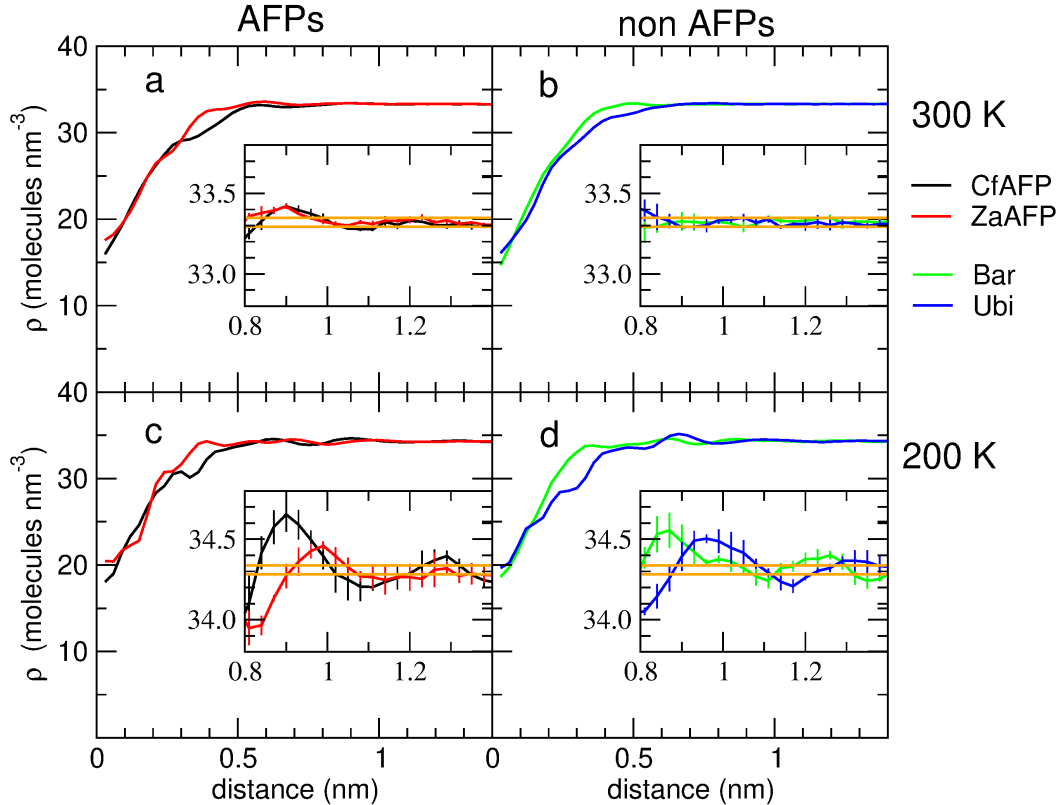 AFPs
non AFPs
40
30
20
10
ρ (molecules nm⁻³)
a
33.5
33.0
0.8
1
1.2
b
33.5
33.0
0.8
1
1.2
300 K
CfAFP
ZaAFP
Bar
Ubi
40
30
20
10
ρ (molecules nm⁻³)
c
34.5
34.0
0.8
1
1.2
d
34.5
34.0
0.8
1
1.2
200 K
0
0.5
1
0
0.5
1
distance (nm)
distance (nm)